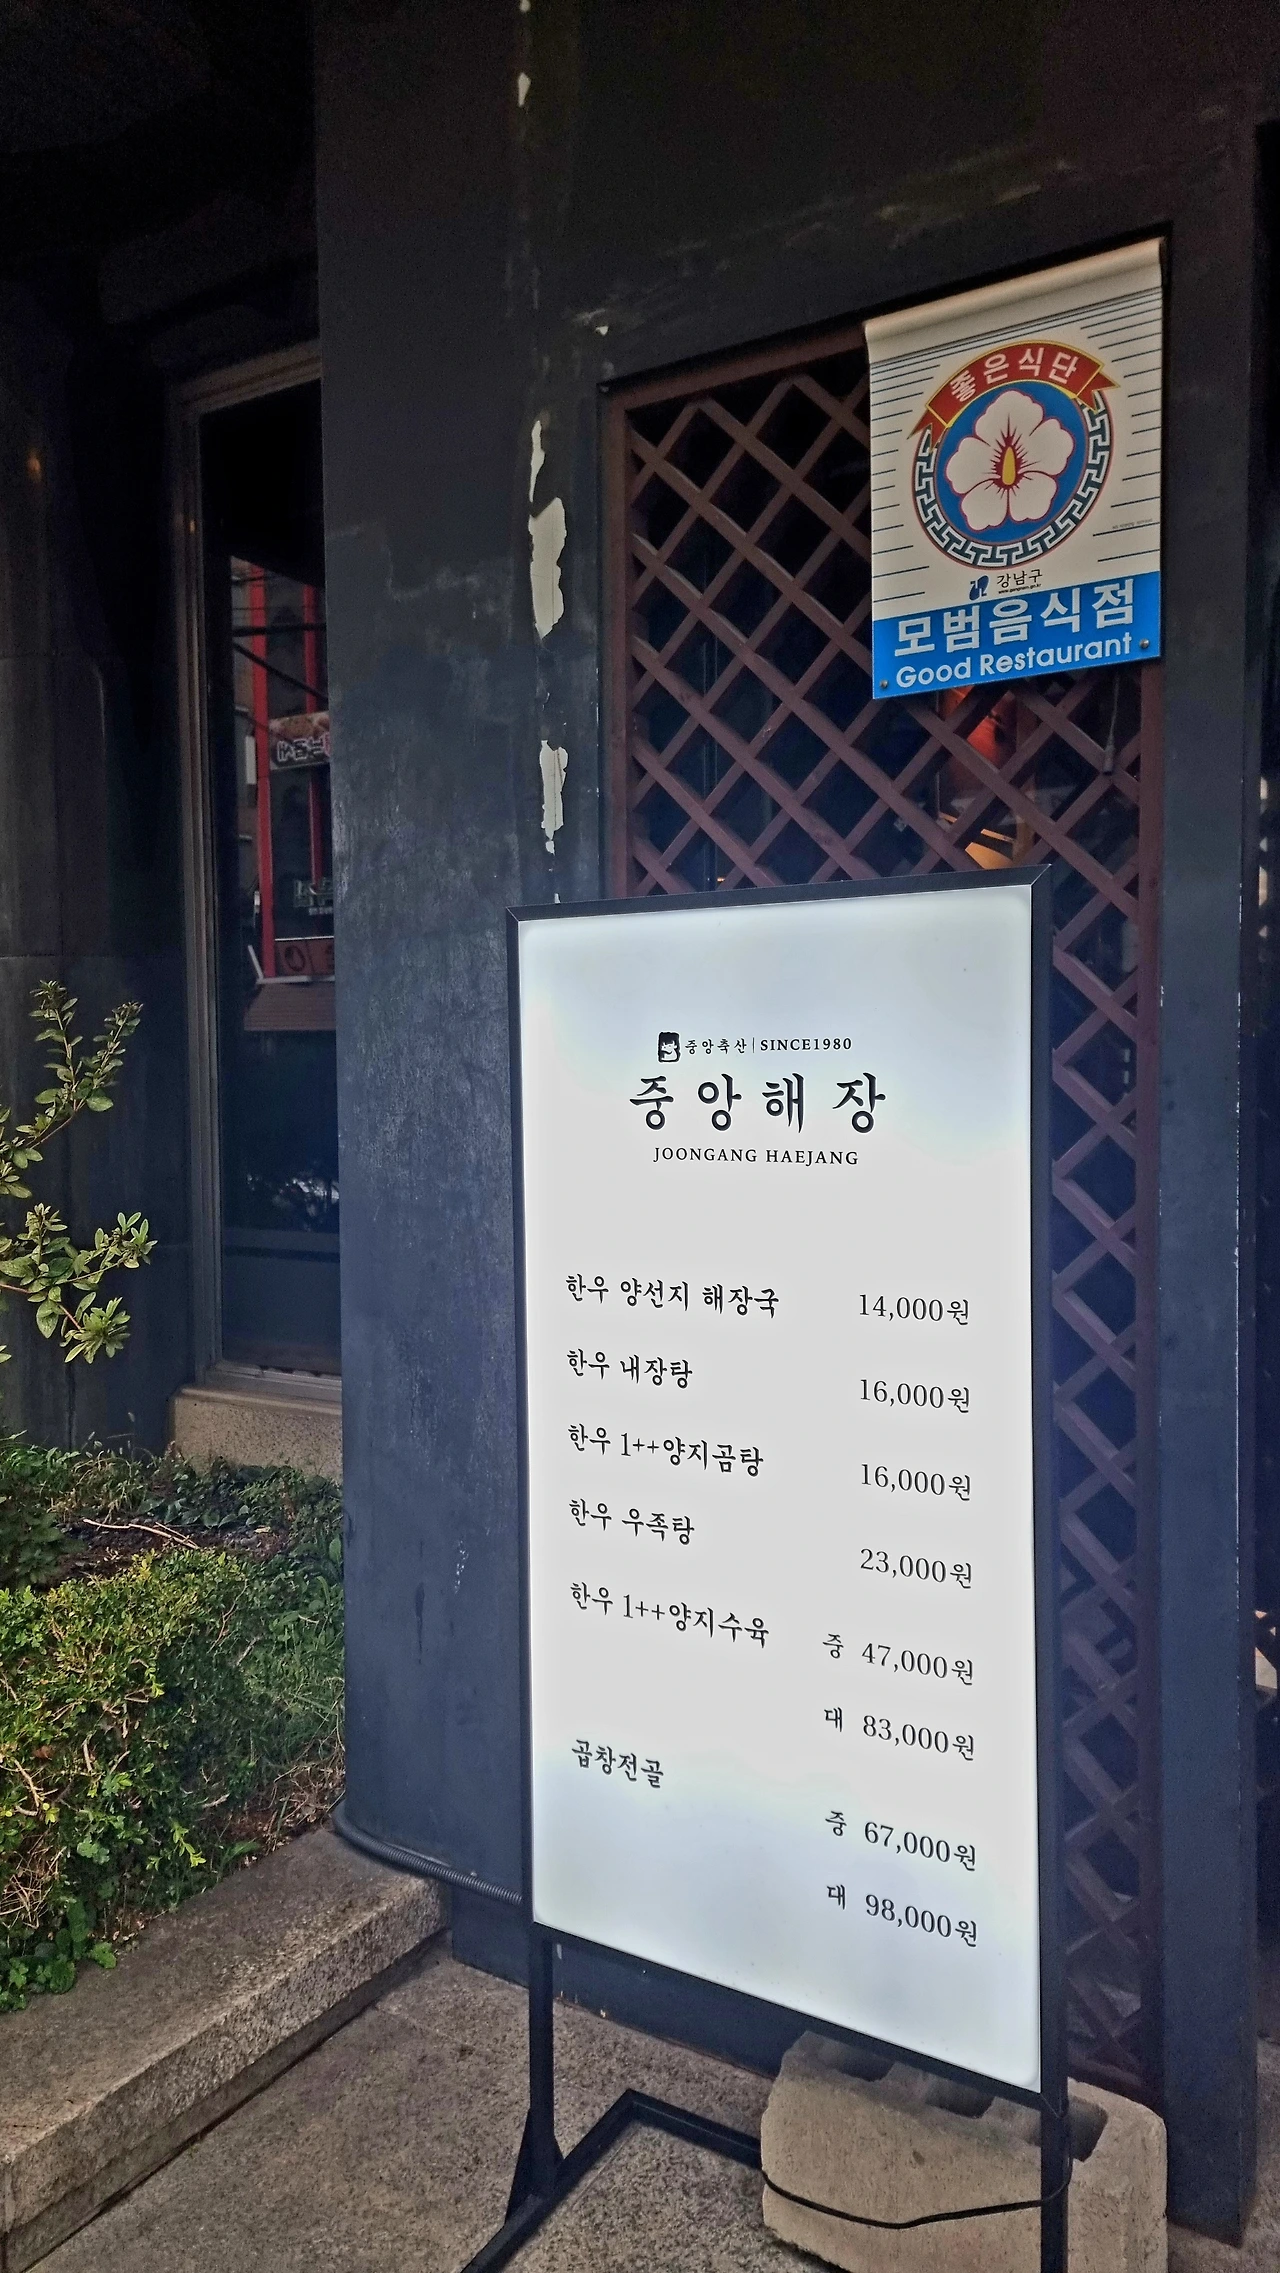 좋은식단
강남구
모범음식점
Good Restaurant
중앙축산 | SINCE1980
중앙해장
JOONGANG HAEJANG
한우 양선지 해장국 14,000원
한우 내장탕 16,000원
한우 1++양지곰탕 16,000원
한우 우족탕 23,000원
한우 1++양지수육 중 47,000원
대 83,000원
곱창전골
중 67,000원
대 98,000원